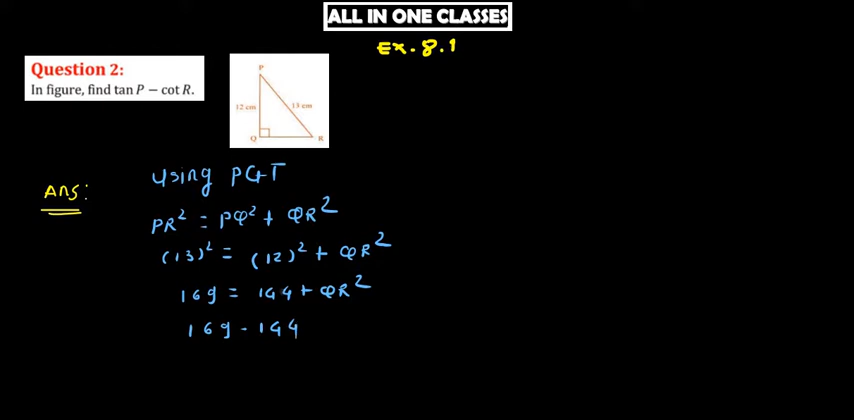 ALL IN ONE CLASSES
Ex. 8.1
Question 2:
In figure, find tan P – cot R.
P
12 cm
13 cm
Q
R
Ans:
Using PGT
PR² = PQ² + QR²
(13)² = (12)² + QR²
169 = 144 + QR²
169 - 144